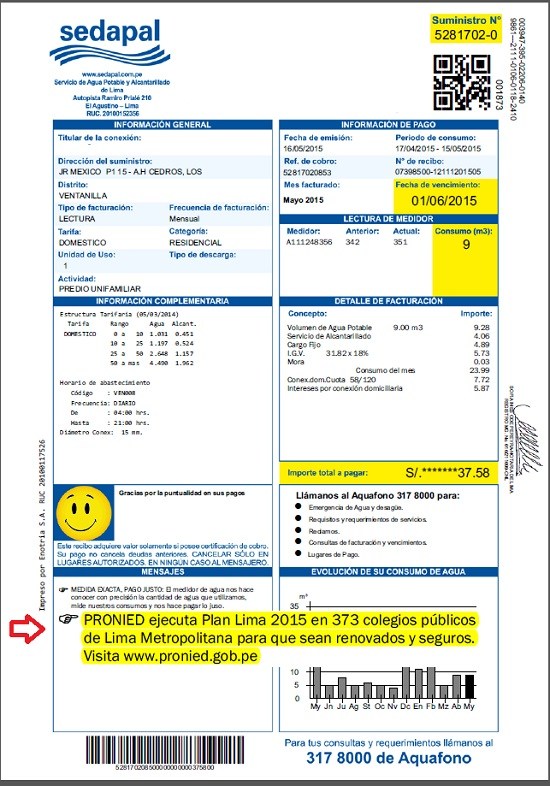 sedapal
www.sedapal.com.pe
Servicio de Agua Potable y Alcantarillado
de Lima
Autopista Ramiro Prialé 210
El Agustino - Lima
RUC. 20100152356
Suministro N°
5281702-0
001873
INFORMACIÓN GENERAL
Titular de la conexión:
Dirección del suministro:
JR MEXICO P1 15 - A.H CEDROS, LOS
Distrito:
VENTANILLA
Tipo de facturación: Frecuencia de facturación:
LECTURA Mensual
Tarifa: Categoría:
DOMESTICO RESIDENCIAL
Unidad de Uso: Tipo de descarga:
1
Actividad:
PREDIO UNIFAMILIAR
INFORMACIÓN DE PAGO
Fecha de emisión: Periodo de consumo:
16/05/2015 17/04/2015 - 15/05/2015
Ref. de cobro: N° de recibo:
52817020853 07398500-12111201505
Mes facturado: Fecha de vencimiento:
Mayo 2015 01/06/2015
LECTURA DE MEDIDOR
Medidor: Anterior: Actual: Consumo (m3):
A111248356 342 351 9
INFORMACIÓN COMPLEMENTARIA
Estructura Tarifaria (05/03/2014)
Tarifa Rango Agua Alcant.
DOMESTICO 0 a 10 1.031 0.451
10 a 25 1.197 0.524
25 a 50 2.648 1.157
50 a mas 4.490 1.962
Horario de abastecimiento
Código : VEN008
Frecuencia: DIARIO
De : 04:00 hrs.
Hasta : 21:00 hrs.
Diámetro Conex: 15 mm.
DETALLE DE FACTURACIÓN
Concepto: Importe:
Volumen de Agua Potable 9.00 m3 9.28
Servicio de Alcantarillado 4.06
Cargo Fijo 4.89
I.G.V. 31.82 x 18% 5.73
Mora 0.03
Consumo del mes 23.99
Conex.dom.Cuota 58/120 7.72
Intereses por conexión domiciliaria 5.87
Importe total a pagar: S/.*******37.58
Gracias por la puntualidad en sus pagos
Este recibo adquiere valor solamente si posee certificación de cobro.
Su pago no cancela deudas anteriores. CANCELAR SÓLO EN
LUGARES AUTORIZADOS. EN NINGÚN CASO AL MENSAJERO.
Llámanos al Aquafono 317 8000 para:
Emergencia de Agua y desagüe.
Requisitos y requerimientos de servicios.
Reclamos.
Consultas de facturación y vencimientos.
Lugares de Pago.
Impreso por Enotria S.A. RUC 20100117526
MENSAJES
MEDIDA EXACTA, PAGO JUSTO: El medidor de agua nos hace
conocer con precisión la cantidad de agua que utilizamos,
mide nuestros consumos y nos hace pagar lo justo.
PRONIED ejecuta Plan Lima 2015 en 373 colegios públicos
de Lima Metropolitana para que sean renovados y seguros.
Visita www.pronied.gob.pe
EVOLUCIÓN DE SU CONSUMO DE AGUA
m³
35
10
5
0
My Jn Ju Ag St Oc Nv Dc En Fb Mz Ab My
52817020850000000000375800
Para tus consultas y requerimientos llámanos al
317 8000 de Aquafono